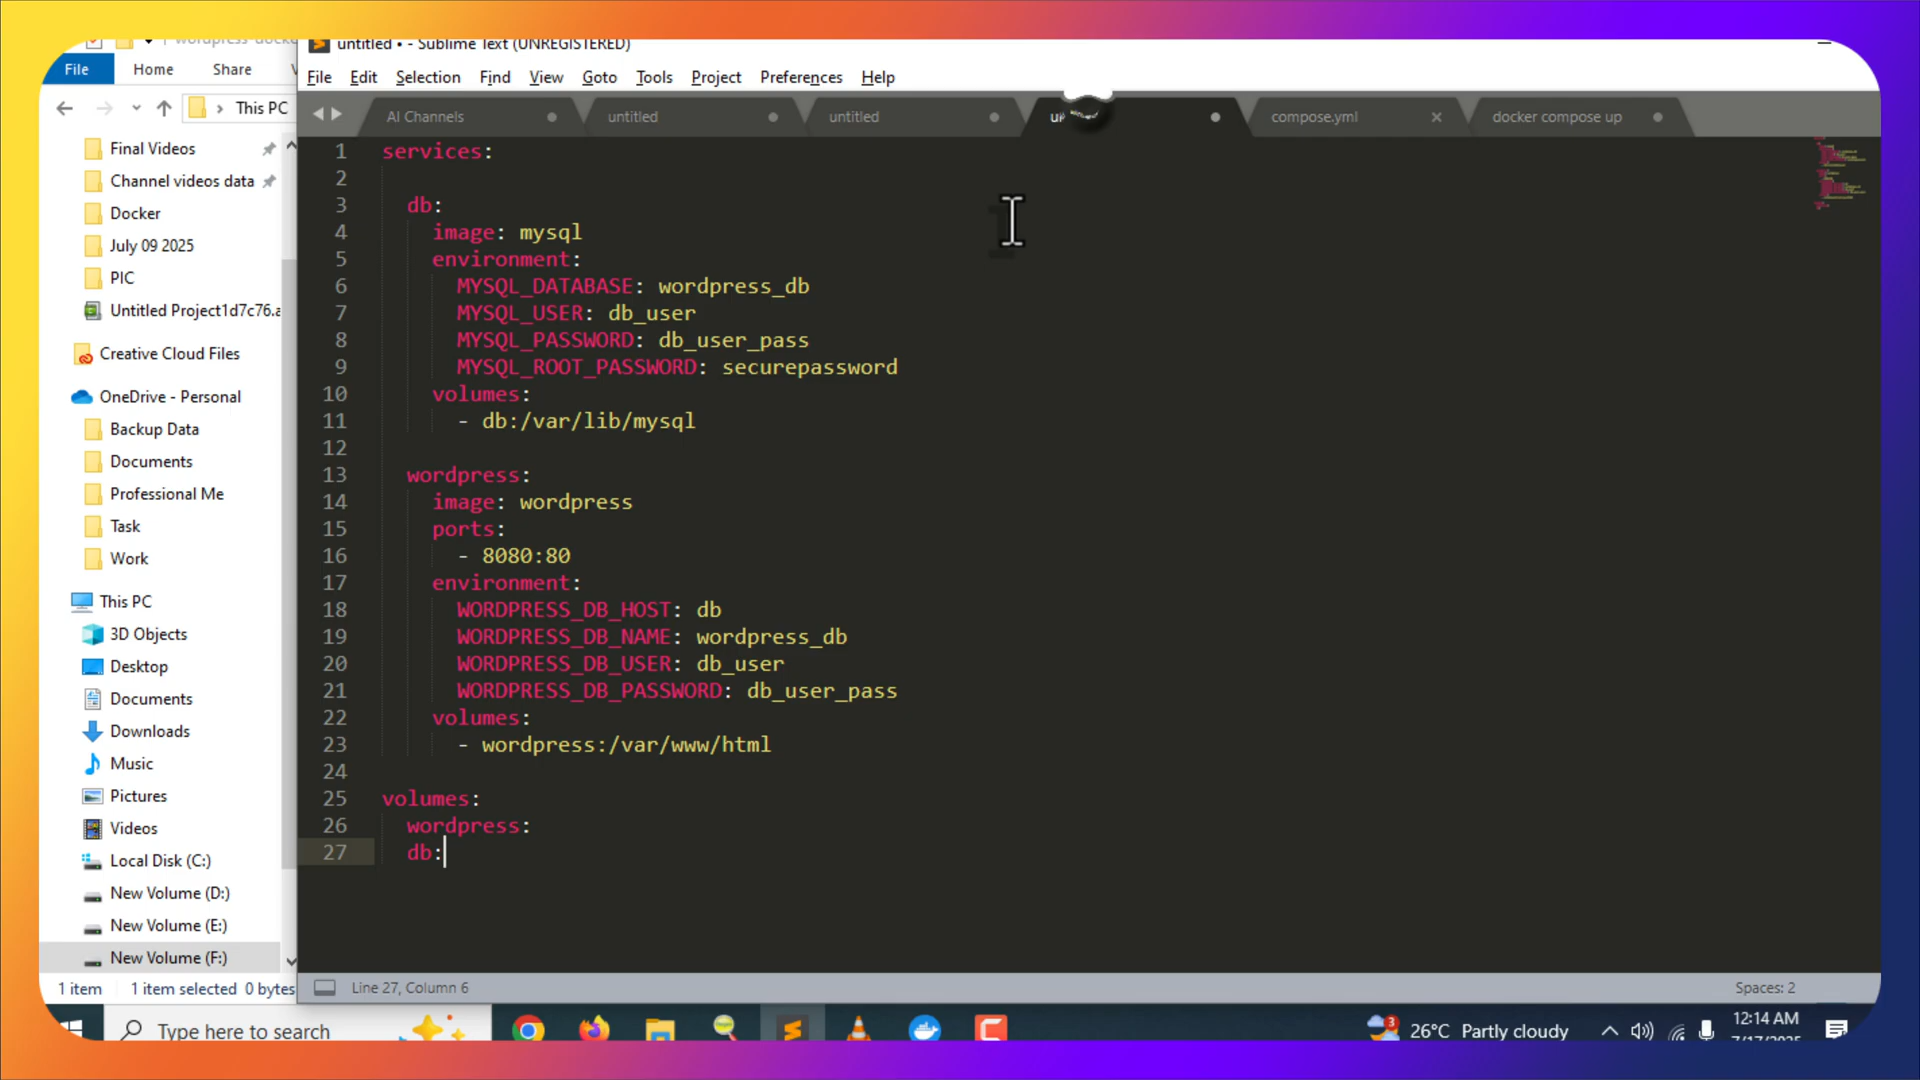 untitled • - Sublime Text (UNREGISTERED)
File Home Share
This PC
Final Videos
Channel videos data
Docker
July 09 2025
PIC
Untitled Project1d7c76.a
Creative Cloud Files
OneDrive - Personal
Backup Data
Documents
Professional Me
Task
Work
This PC
3D Objects
Desktop
Documents
Downloads
Music
Pictures
Videos
Local Disk (C:)
New Volume (D:)
New Volume (E:)
New Volume (F:)
1 item 1 item selected 0 bytes
File Edit Selection Find View Goto Tools Project Preferences Help
AI Channels untitled untitled compose.yml docker compose up
1 services:
2
3 db:
4 image: mysql
5 environment:
6 MYSQL_DATABASE: wordpress_db
7 MYSQL_USER: db_user
8 MYSQL_PASSWORD: db_user_pass
9 MYSQL_ROOT_PASSWORD: securepassword
10 volumes:
11 - db:/var/lib/mysql
12
13 wordpress:
14 image: wordpress
15 ports:
16 - 8080:80
17 environment:
18 WORDPRESS_DB_HOST: db
19 WORDPRESS_DB_NAME: wordpress_db
20 WORDPRESS_DB_USER: db_user
21 WORDPRESS_DB_PASSWORD: db_user_pass
22 volumes:
23 - wordpress:/var/www/html
24
25 volumes:
26 wordpress:
27 db:
Line 27, Column 6 Spaces: 2
Type here to search 3 26°C Partly cloudy 12:14 AM